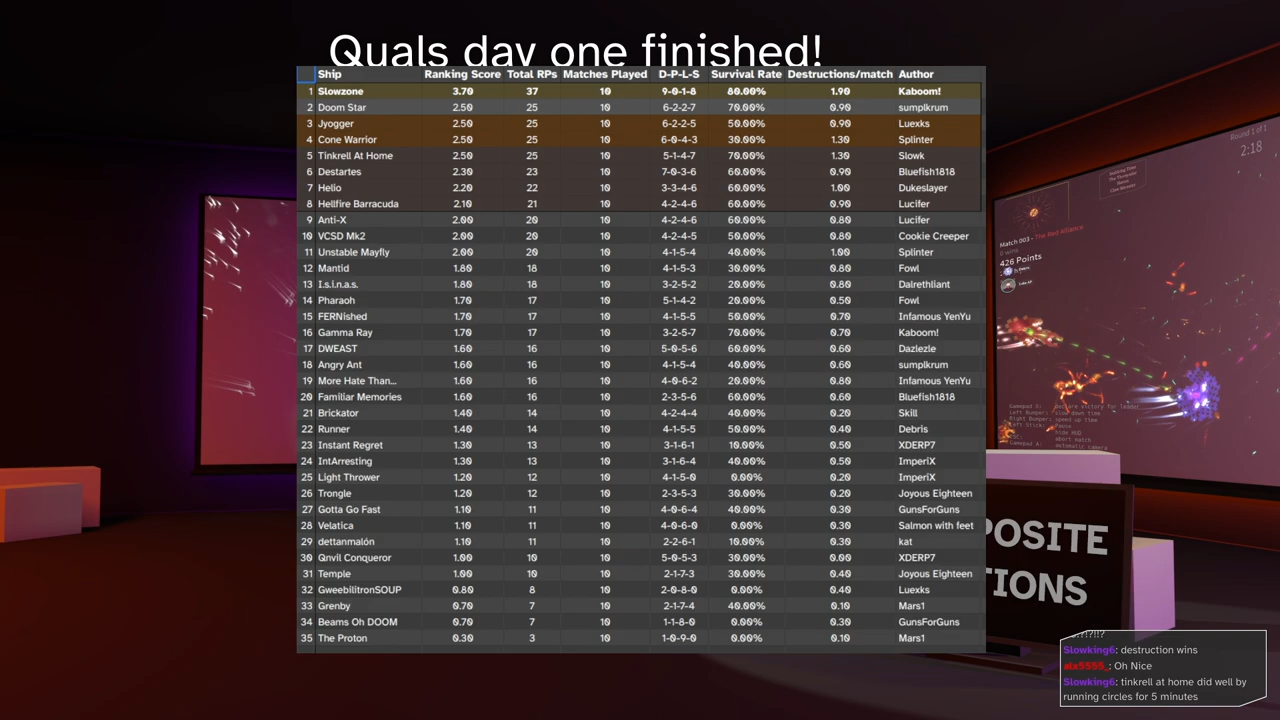 Quals day one finished!
Ship Ranking Score Total RPs Matches Played D-P-L-S Survival Rate Destructions/match Author
1 Slowzone 3.70 37 10 9-0-1-8 80.00% 1.90 Kaboom!
2 Doom Star 2.50 25 10 6-2-2-7 70.00% 0.90 sumplkrum
3 Jyogger 2.50 25 10 6-2-2-5 50.00% 0.90 Luexks
4 Cone Warrior 2.50 25 10 6-0-4-3 30.00% 1.30 Splinter
5 Tinkrell At Home 2.50 25 10 5-1-4-7 70.00% 1.30 Slowk
6 Destartes 2.30 23 10 7-0-3-6 60.00% 0.90 Bluefish1818
7 Helio 2.20 22 10 3-3-4-6 60.00% 1.00 Dukeslayer
8 Hellfire Barracuda 2.10 21 10 4-2-4-6 60.00% 0.90 Lucifer
9 Anti-X 2.00 20 10 4-2-4-6 60.00% 0.80 Lucifer
10 VCSD Mk2 2.00 20 10 4-2-4-5 50.00% 0.80 Cookie Creeper
11 Unstable Mayfly 2.00 20 10 4-1-5-4 40.00% 1.00 Splinter
12 Mantid 1.80 18 10 4-1-5-3 30.00% 0.80 Fowl
13 I.s.i.n.a.s. 1.80 18 10 3-2-5-2 20.00% 0.80 Dalrethliant
14 Pharaoh 1.70 17 10 5-1-4-2 20.00% 0.50 Fowl
15 FERNished 1.70 17 10 4-1-5-5 50.00% 0.70 Infamous YenYu
16 Gamma Ray 1.70 17 10 3-2-5-7 70.00% 0.70 Kaboom!
17 DWEAST 1.60 16 10 5-0-5-6 60.00% 0.60 Dazlezle
18 Angry Ant 1.60 16 10 4-1-5-4 40.00% 0.60 sumplkrum
19 More Hate Than... 1.60 16 10 4-0-6-2 20.00% 0.80 Infamous YenYu
20 Familiar Memories 1.60 16 10 2-3-5-6 60.00% 0.60 Bluefish1818
21 Brickator 1.40 14 10 4-2-4-4 40.00% 0.20 Skill
22 Runner 1.40 14 10 4-1-5-5 50.00% 0.40 Debris
23 Instant Regret 1.30 13 10 3-1-6-1 10.00% 0.50 XDERP7
24 IntArresting 1.30 13 10 3-1-6-4 40.00% 0.50 ImperiX
25 Light Thrower 1.20 12 10 4-1-5-0 0.00% 0.20 ImperiX
26 Trongle 1.20 12 10 2-3-5-3 30.00% 0.20 Joyous Eighteen
27 Gotta Go Fast 1.10 11 10 4-0-6-4 40.00% 0.30 GunsForGuns
28 Velatica 1.10 11 10 4-0-6-0 0.00% 0.30 Salmon with feet
29 dettanmalón 1.10 11 10 2-2-6-1 10.00% 0.30 kat
30 Qnvil Conqueror 1.00 10 10 5-0-5-3 30.00% 0.00 XDERP7
31 Temple 1.00 10 10 2-1-7-3 30.00% 0.40 Joyous Eighteen
32 GweebilitronSOUP 0.80 8 10 2-0-8-0 0.00% 0.40 Luexks
33 Grenby 0.70 7 10 2-1-7-4 40.00% 0.10 Mars1
34 Beams Oh DOOM 0.70 7 10 1-1-8-0 0.00% 0.30 GunsForGuns
35 The Proton 0.30 3 10 1-0-9-0 0.00% 0.10 Mars1
Round 1 of 1
2:18
Match 003 - The Red Alliance
0 wins
426 Points
Gamepad X: declare victory for leader
Left Bumper: slow down time
Right Bumper: speed up time
Left Stick: Pause
hide HUD
ESC: abort match
Gamepad A: automatic camera
POSITE
TIONS
Slowking6: destruction wins
alx5555_: Oh Nice
Slowking6: tinkrell at home did well by
running circles for 5 minutes